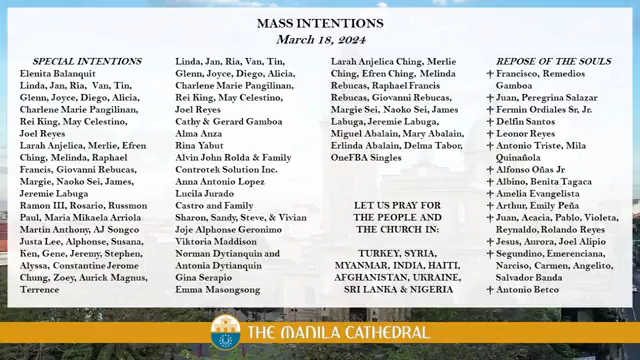 MASS INTENTIONS
March 18, 2024
SPECIAL INTENTIONS
Elenita Balanquit
Linda, Jan, Ria, Van, Tin,
Glenn, Joyce, Diego, Alicia,
Charlene Marie Pangilinan,
Rei King, May Celestino,
Joel Reyes
Larah Anjelica, Merlie, Efren
Ching, Melinda, Raphael
Francis, Giovanni Rebucas,
Margie, Naoko Sei, James,
Jeremie Labuga
Ramon III, Rosario, Russmon
Paul, Maria Mikaela Arriola
Martin Anthony, AJ Songco
Justa Lee, Alphonse, Susana,
Ken, Gene, Jeremy, Stephen,
Alyssa, Constantine Jerome
Chung, Zoey, Aurick Magnus,
Terrence
Linda, Jan, Ria, Van, Tin,
Glenn, Joyce, Diego, Alicia,
Charlene Marie Pangilinan,
Rei King, May Celestino,
Joel Reyes
Cathy & Gerard Gamboa
Alma Anza
Rina Yabut
Alvin John Rolda & Family
Controtek Solution Inc.
Anna Antonio Lopez
Lucila Jurado
Castro and Family
Sharon, Sandy, Steve, & Vivian
Joje Alphonse Geronimo
Viktoria Maddison
Norman Dytianquin and
Antonia Dytianquin
Gina Serapio
Emma Masongsong
Larah Anjelica Ching, Merlie
Ching, Efren Ching, Melinda
Rebucas, Raphael Francis
Rebucas, Giovanni Rebucas,
Margie Sei, Naoko Sei, James
Labuga, Jeremie Labuga,
Miguel Abalain, Mary Abalain,
Erlinda Abalain, Delma Tabor,
OneFBA Singles
LET US PRAY FOR
THE PEOPLE AND
THE CHURCH IN:
TURKEY, SYRIA,
MYANMAR, INDIA, HAITI,
AFGHANISTAN, UKRAINE,
SRI LANKA & NIGERIA
REPOSE OF THE SOULS
✝ Francisco, Remedios
Gamboa
✝ Juan, Peregrina Salazar
✝ Fermin Ordiales Sr, Jr.
✝ Delfin Santos
✝ Leonor Reyes
✝ Antonio Triste, Mila
Quinañola
✝ Alfonso Oñas Jr
✝ Albino, Benita Tagaca
✝ Amelia Evangelista
✝ Arthur, Emily Peña
✝ Juan, Acacia, Pablo, Violeta,
Reynaldo, Rolando Reyes
✝ Jesus, Aurora, Joel Alipio
✝ Segundino, Emerenciana,
Narciso, Carmen, Angelito,
Salvador Banda
✝ Antonio Betco
THE MANILA CATHEDRAL